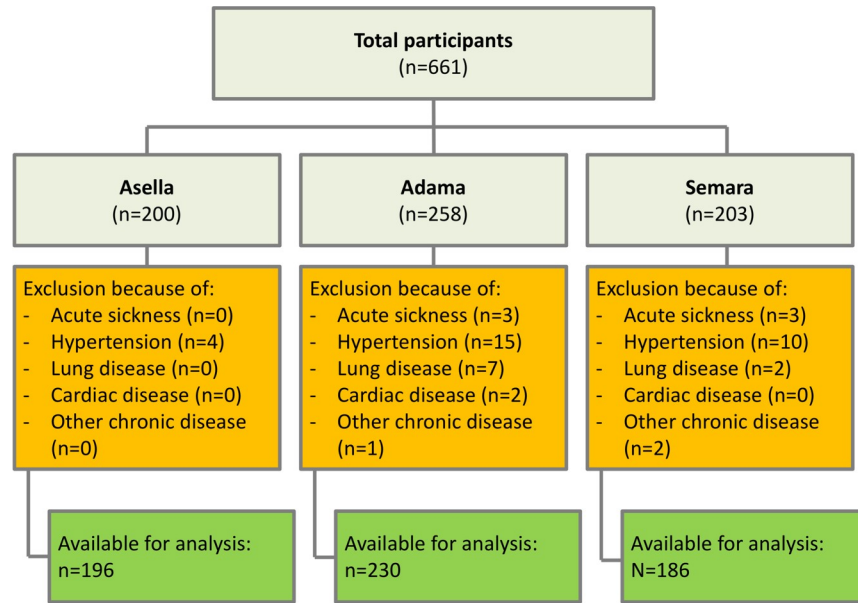 Total participants
(n=661)
Asella
(n=200)
Adama
(n=258)
Semara
(n=203)
Exclusion because of:
- Acute sickness (n=0)
- Hypertension (n=4)
- Lung disease (n=0)
- Cardiac disease (n=0)
- Other chronic disease
(n=0)
Exclusion because of:
- Acute sickness (n=3)
- Hypertension (n=15)
- Lung disease (n=7)
- Cardiac disease (n=2)
- Other chronic disease
(n=1)
Exclusion because of:
- Acute sickness (n=3)
- Hypertension (n=10)
- Lung disease (n=2)
- Cardiac disease (n=0)
- Other chronic disease
(n=2)
Available for analysis:
n=196
Available for analysis:
n=230
Available for analysis:
N=186